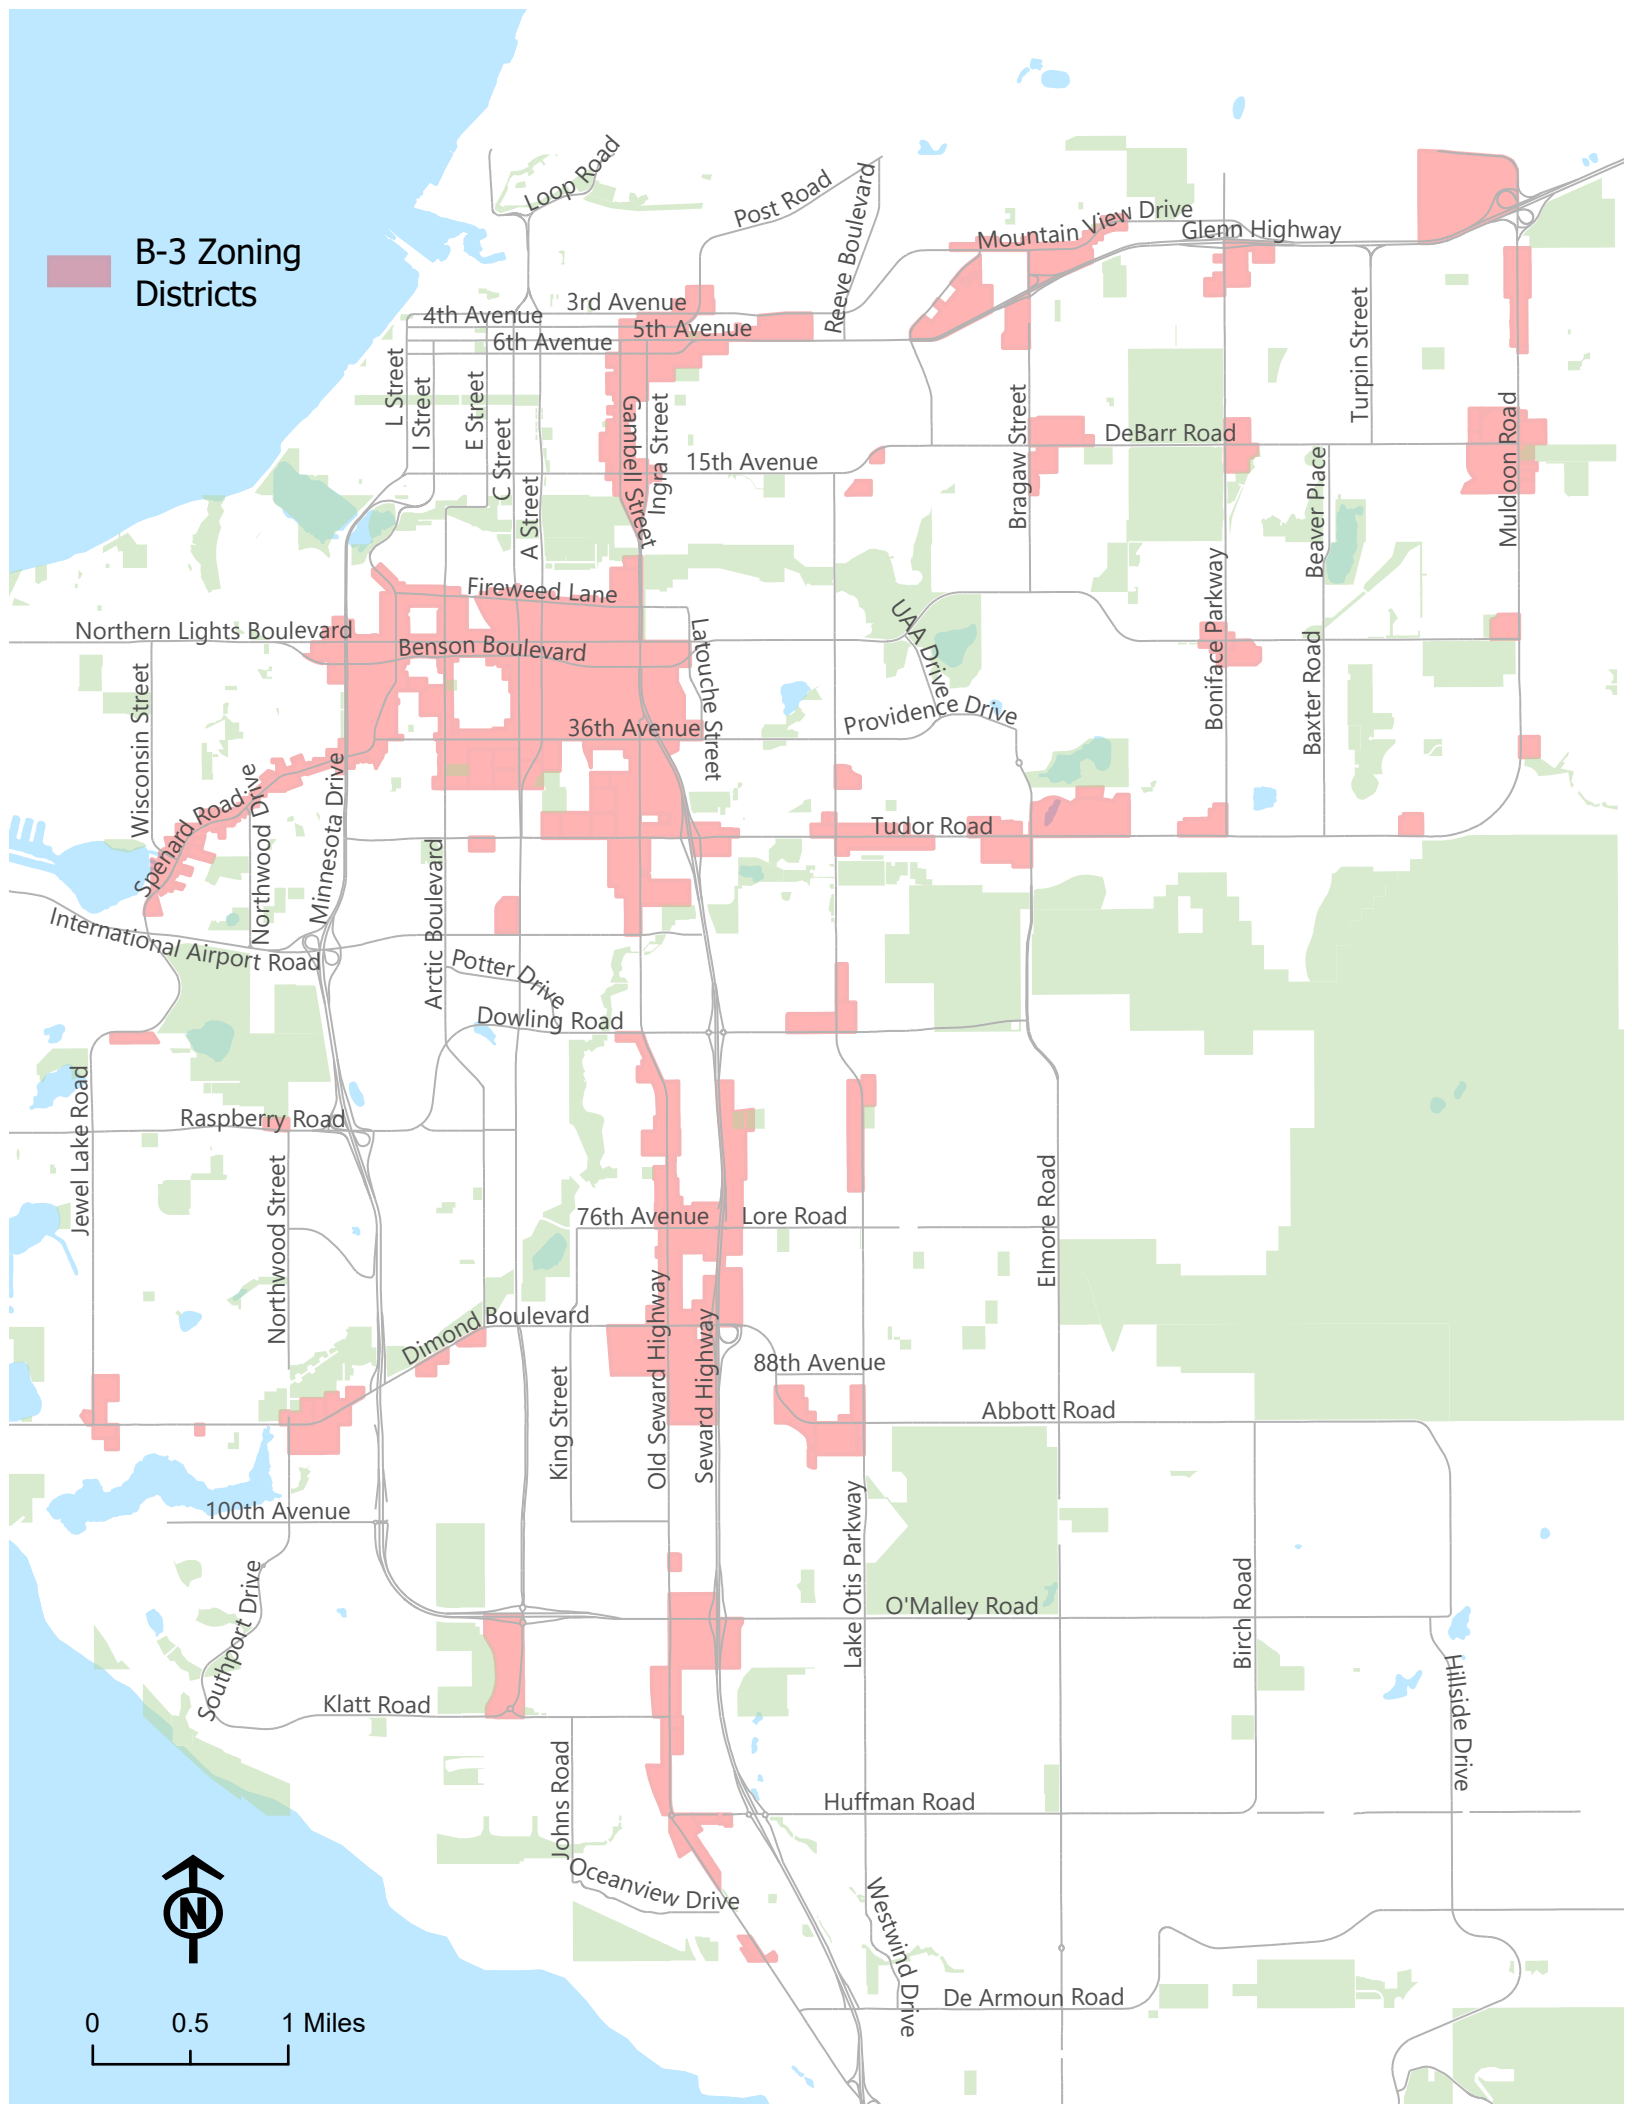 Loop Road
Post Road
Reeve Boulevard
Mountain View Drive
Glenn Highway
B-3 Zoning
Districts
3rd Avenue
4th Avenue
5th Avenue
6th Avenue
L Street
I Street
E Street
C Street
A Street
Gambell Street
Ingra Street
15th Avenue
Bragaw Street
DeBarr Road
Turpin Street
Muldoon Road
Beaver Place
Boniface Parkway
Baxter Road
Fireweed Lane
Northern Lights Boulevard
Benson Boulevard
Latouche Street
UAA Drive
Providence Drive
Wisconsin Street
36th Avenue
Spenard Road
Northwood Drive
Minnesota Drive
Arctic Boulevard
Tudor Road
International Airport Road
Potter Drive
Dowling Road
Jewel Lake Road
Raspberry Road
Northwood Street
76th Avenue
Lore Road
Elmore Road
Dimond Boulevard
King Street
Old Seward Highway
Seward Highway
88th Avenue
Abbott Road
100th Avenue
Southport Drive
Lake Otis Parkway
O'Malley Road
Birch Road
Hillside Drive
Klatt Road
Johns Road
Huffman Road
Oceanview Drive
Westwind Drive
De Armoun Road
N
0 0.5 1 Miles